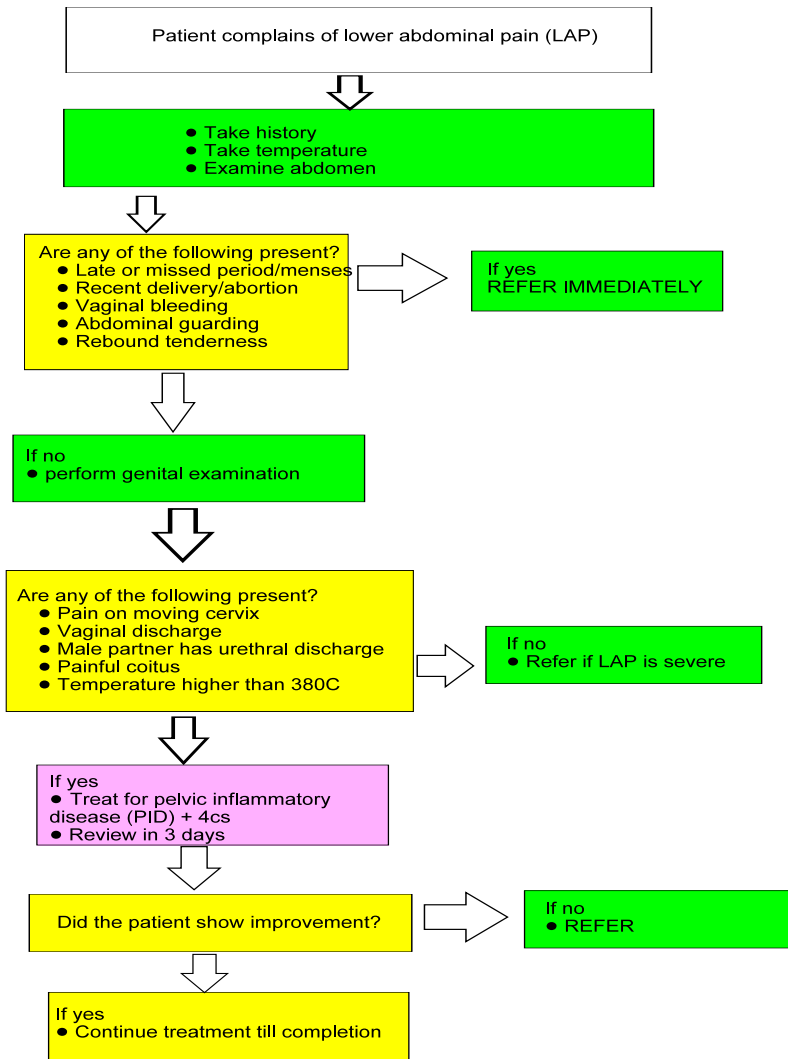 Patient complains of lower abdominal pain (LAP)
● Take history
● Take temperature
● Examine abdomen
Are any of the following present?
● Late or missed period/menses
● Recent delivery/abortion
● Vaginal bleeding
● Abdominal guarding
● Rebound tenderness
If yes
REFER IMMEDIATELY
If no
● perform genital examination
Are any of the following present?
● Pain on moving cervix
● Vaginal discharge
● Male partner has urethral discharge
● Painful coitus
● Temperature higher than 380C
If no
● Refer if LAP is severe
If yes
● Treat for pelvic inflammatory
disease (PID) + 4cs
● Review in 3 days
Did the patient show improvement?
If no
● REFER
If yes
● Continue treatment till completion